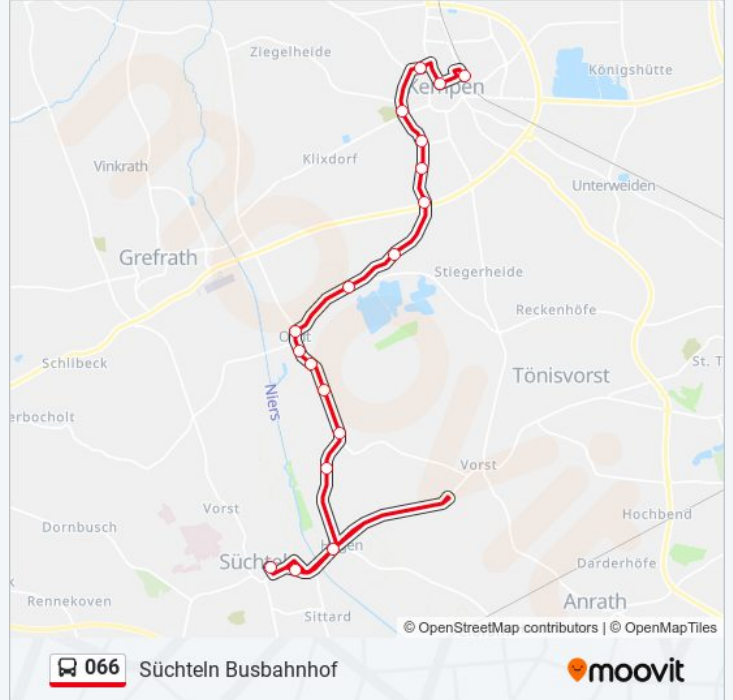 Ziegelheide
Königshütte
Kempen
Klixdorf
Vinkrath
Unterweiden
Grefrath
Stiegerheide
Reckenhöfe
Schlibeck
St. T
Tönisvorst
Niers
erbocholt
Vorst
Vorst
Hochbend
Dornbusch
Darderhöfe
Rennekoven
Anrath
Sittard
© OpenStreetMap contributors | © OpenMapTiles
066 Süchteln Busbahnhof
moovit